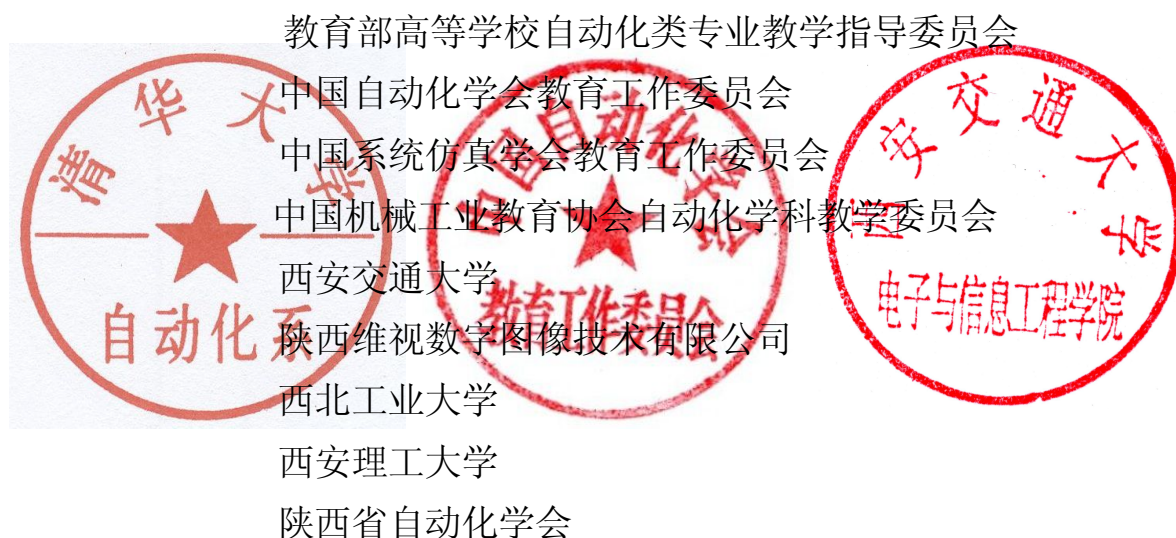 教育部高等学校自动化类专业教学指导委员会
中国自动化学会教育工作委员会
中国系统仿真学会教育工作委员会
中国机械工业教育协会自动化学科教学委员会
西安交通大学
陕西维视数字图像技术有限公司
西北工业大学
西安理工大学
陕西省自动化学会
清华大学
自动化系
中国自动化学会
教育工作委员会
西安交通大学
电子与信息工程学院